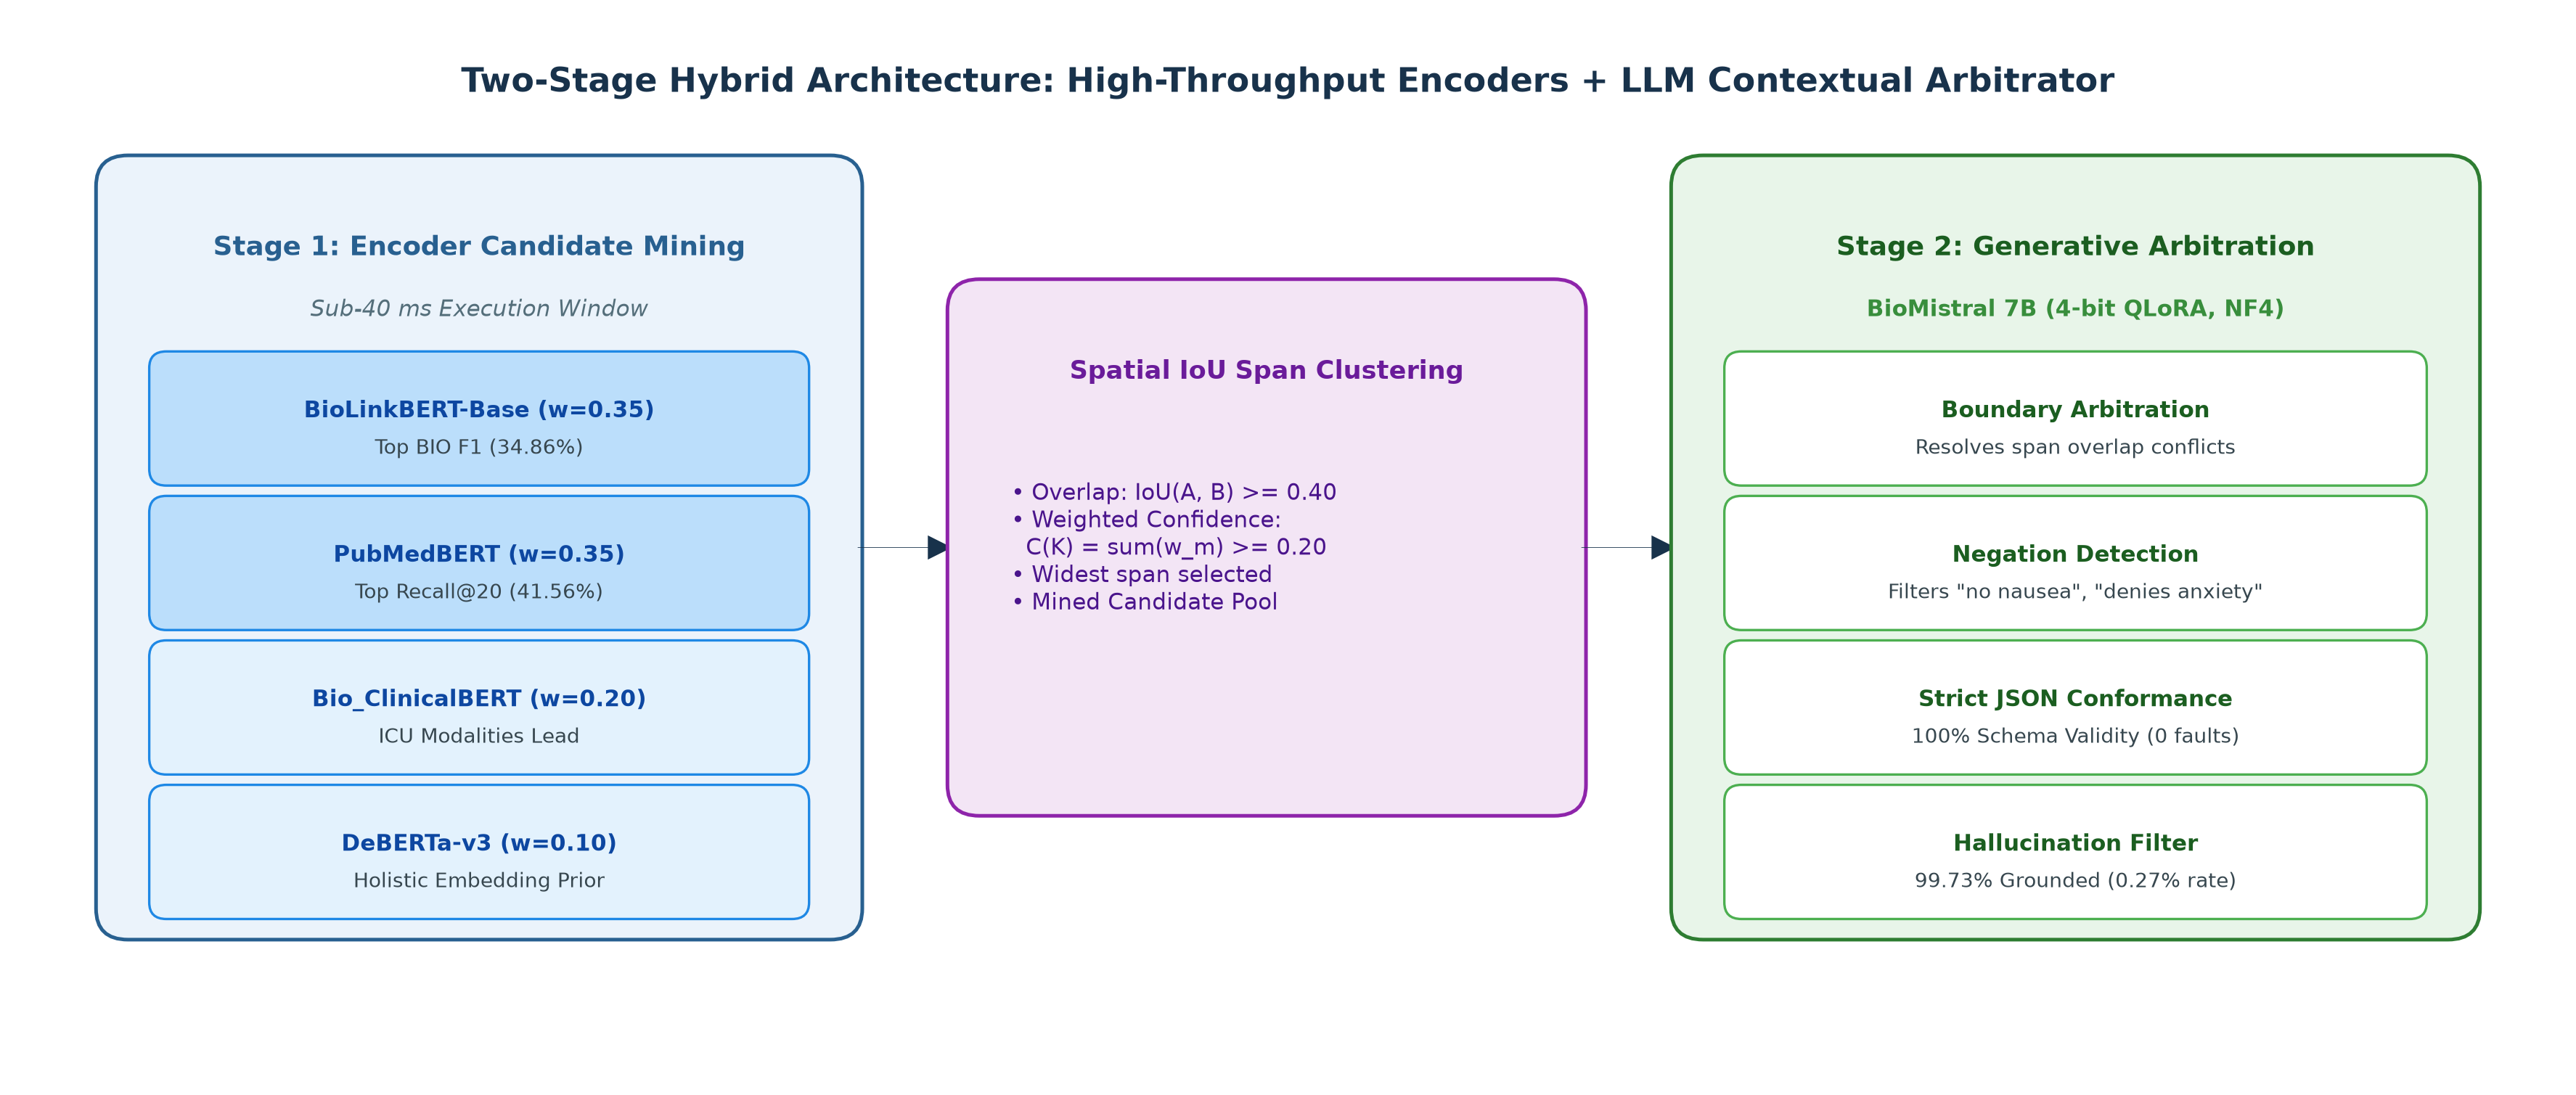 Two-Stage Hybrid Architecture: High-Throughput Encoders + LLM Contextual Arbitrator
Stage 1: Encoder Candidate Mining
Sub-40 ms Execution Window
BioLinkBERT-Base (w=0.35)
Top BIO F1 (34.86%)
PubMedBERT (w=0.35)
Top Recall@20 (41.56%)
Bio_ClinicalBERT (w=0.20)
ICU Modalities Lead
DeBERTa-v3 (w=0.10)
Holistic Embedding Prior
Spatial IoU Span Clustering
• Overlap: IoU(A, B) >= 0.40
• Weighted Confidence:
C(K) = sum(w_m) >= 0.20
• Widest span selected
• Mined Candidate Pool
Stage 2: Generative Arbitration
BioMistral 7B (4-bit QLoRA, NF4)
Boundary Arbitration
Resolves span overlap conflicts
Negation Detection
Filters "no nausea", "denies anxiety"
Strict JSON Conformance
100% Schema Validity (0 faults)
Hallucination Filter
99.73% Grounded (0.27% rate)